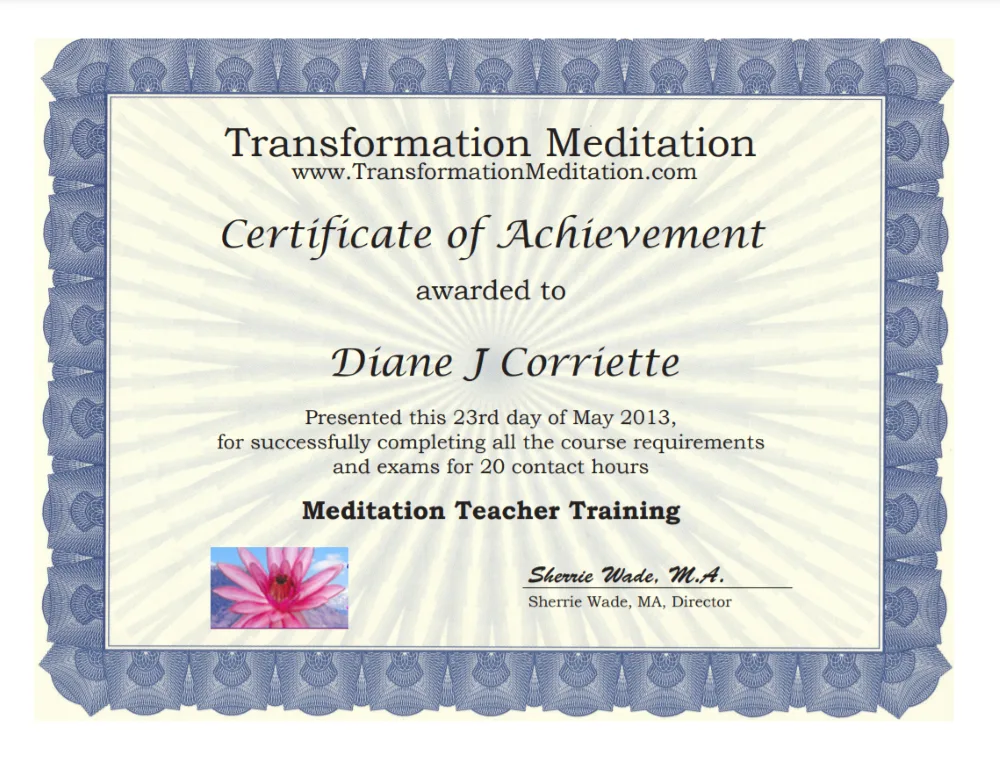 Transformation Meditation
www.TransformationMeditation.com
Certificate of Achievement
awarded to
Diane J Corriette
Presented this 23rd day of May 2013,
for successfully completing all the course requirements
and exams for 20 contact hours
Meditation Teacher Training
Sherrie Wade, M.A.
Sherrie Wade, MA, Director